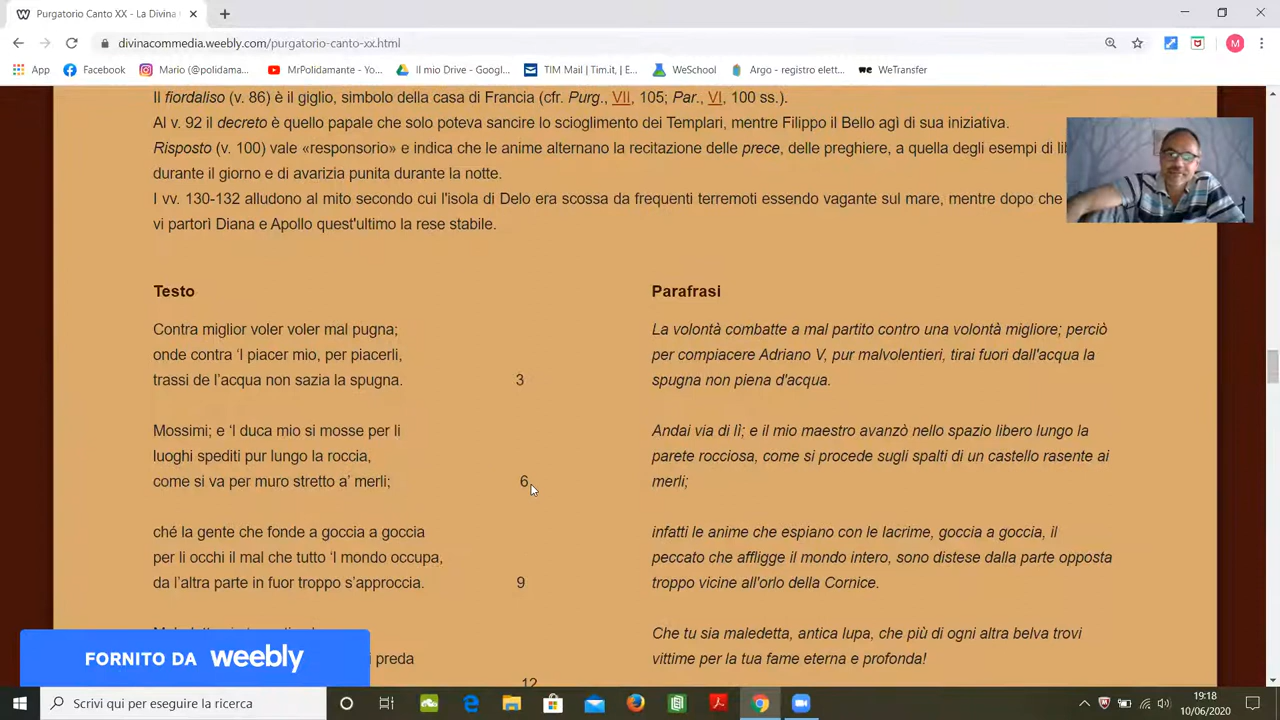 Purgatorio Canto XX - La Divina
divinacommedia.weebly.com/purgatorio-canto-xx.html
App Facebook Mario (@polidama... MrPolidamante - Yo... Il mio Drive - Googl... TIM Mail | Tim.it, | E... WeSchool Argo - registro elett... WeTransfer
M
Il fiordaliso (v. 86) è il giglio, simbolo della casa di Francia (cfr. Purg., VII, 105; Par., VI, 100 ss.).
Al v. 92 il decreto è quello papale che solo poteva sancire lo scioglimento dei Templari, mentre Filippo il Bello agì di sua iniziativa.
Risposto (v. 100) vale «responsorio» e indica che le anime alternano la recitazione delle prece, delle preghiere, a quella degli esempi di li
durante il giorno e di avarizia punita durante la notte.
I vv. 130-132 alludono al mito secondo cui l'isola di Delo era scossa da frequenti terremoti essendo vagante sul mare, mentre dopo che
vi partorì Diana e Apollo quest'ultimo la rese stabile.
Testo
Contra miglior voler voler mal pugna;
onde contra ‘l piacer mio, per piacerli,
trassi de l’acqua non sazia la spugna. 3
Mossimi; e ‘l duca mio si mosse per li
luoghi spediti pur lungo la roccia,
come si va per muro stretto a’ merli; 6
ché la gente che fonde a goccia a goccia
per li occhi il mal che tutto ‘l mondo occupa,
da l’altra parte in fuor troppo s’approccia. 9
i preda
12
Parafrasi
La volontà combatte a mal partito contro una volontà migliore; perciò
per compiacere Adriano V, pur malvolentieri, tirai fuori dall'acqua la
spugna non piena d'acqua.
Andai via di lì; e il mio maestro avanzò nello spazio libero lungo la
parete rocciosa, come si procede sugli spalti di un castello rasente ai
merli;
infatti le anime che espiano con le lacrime, goccia a goccia, il
peccato che affligge il mondo intero, sono distese dalla parte opposta
troppo vicine all'orlo della Cornice.
Che tu sia maledetta, antica lupa, che più di ogni altra belva trovi
vittime per la tua fame eterna e profonda!
FORNITO DA weebly
Scrivi qui per eseguire la ricerca
19:18
10/06/2020